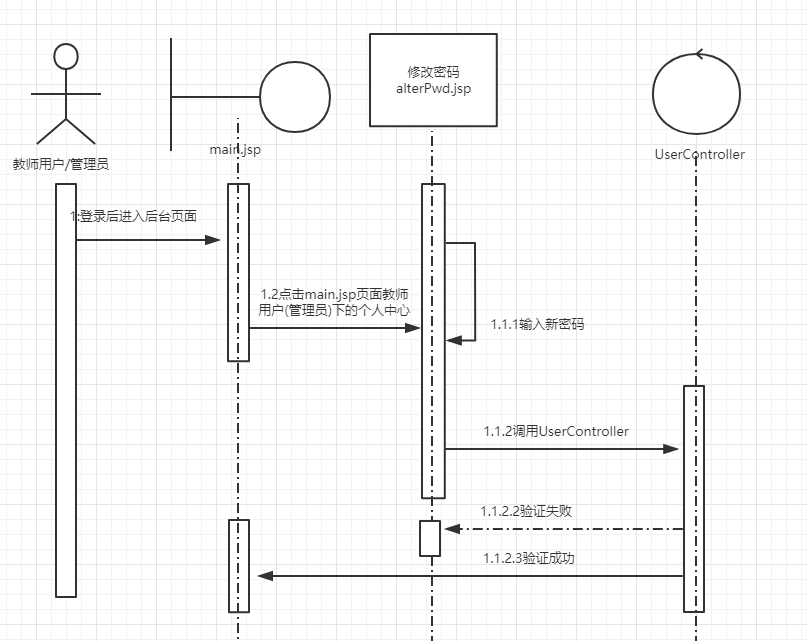 修改密码
alterPwd.jsp
main.jsp
UserController
教师用户/管理员
1:登录后进入后台页面
1.2点击main.jsp页面教师
用户(管理员)下的个人中心
1.1.1输入新密码
1.1.2调用UserController
1.1.2.2验证失败
1.1.2.3验证成功